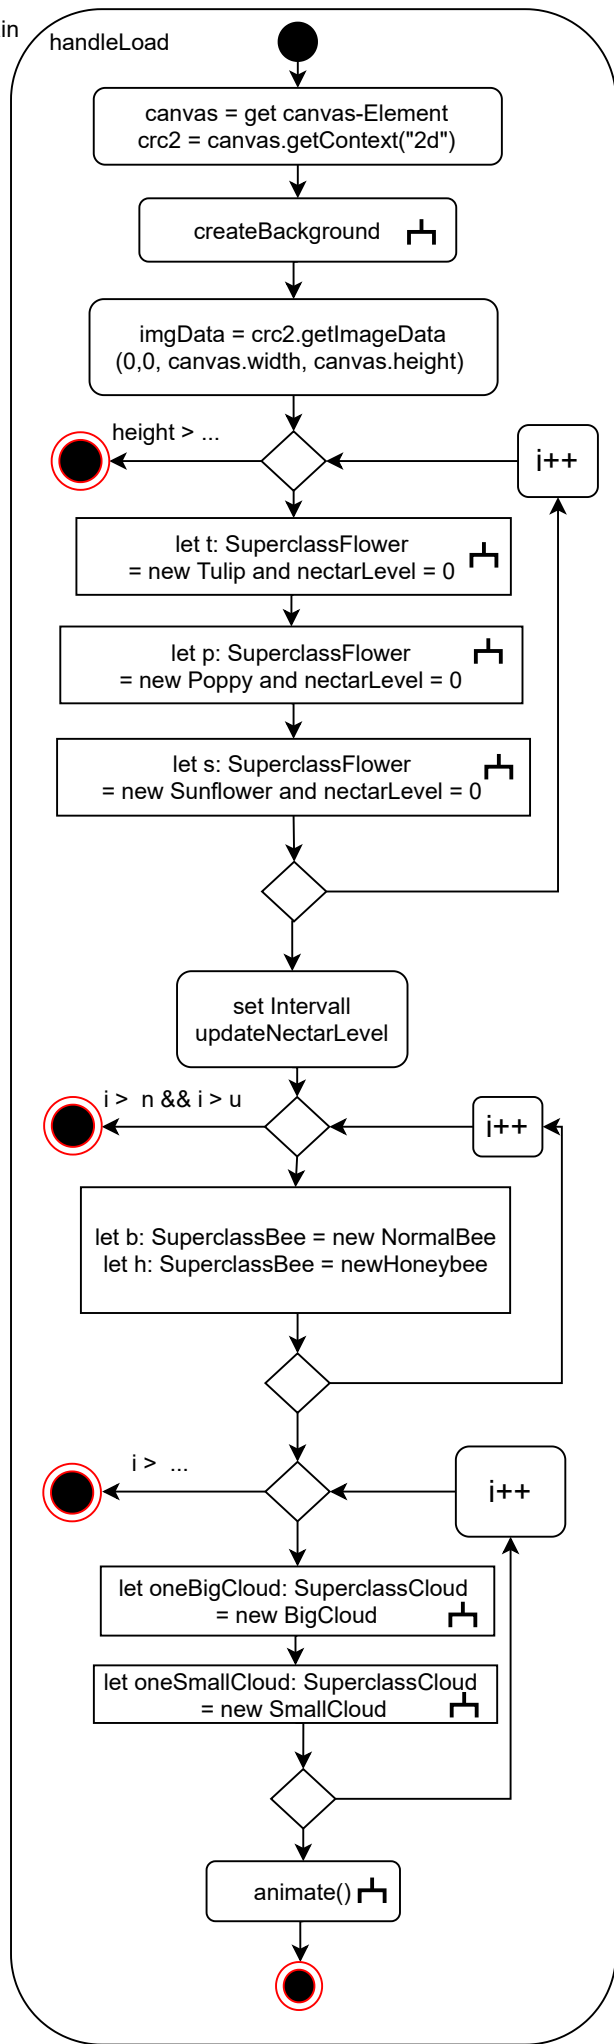 in
handleLoad
canvas = get canvas-Element
crc2 = canvas.getContext("2d")
createBackground
imgData = crc2.getImageData
(0,0, canvas.width, canvas.height)
height > ...
i++
let t: SuperclassFlower
= new Tulip and nectarLevel = 0
let p: SuperclassFlower
= new Poppy and nectarLevel = 0
let s: SuperclassFlower
= new Sunflower and nectarLevel = 0
set Intervall
updateNectarLevel
i > n && i > u
i++
let b: SuperclassBee = new NormalBee
let h: SuperclassBee = newHoneybee
i > ...
i++
let oneBigCloud: SuperclassCloud
= new BigCloud
let oneSmallCloud: SuperclassCloud
= new SmallCloud
animate()